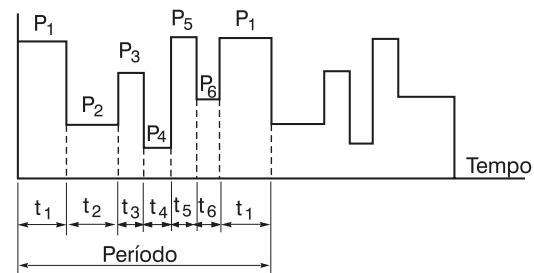 P5 P1
P1
P3
P2 P6
P4
Tempo
t1 t2 t3 t4 t5 t6 t1
Período